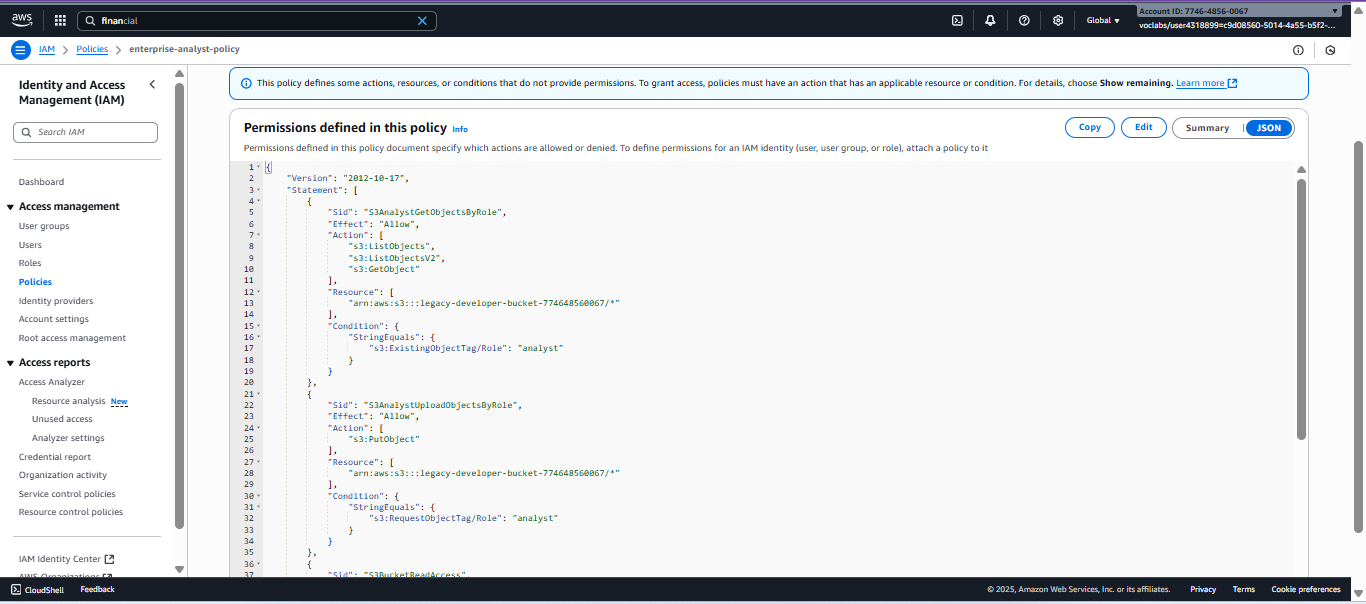 aws
financial
Global
Account ID: 7746-4856-0067
voclabs/user4318899=c9d08560-5014-4a55-b5f2-...
IAM > Policies > enterprise-analyst-policy
Identity and Access Management (IAM)
Search IAM
Dashboard
Access management
User groups
Users
Roles
Policies
Identity providers
Account settings
Root access management
Access reports
Access Analyzer
Resource analysis New
Unused access
Analyzer settings
Credential report
Organization activity
Service control policies
Resource control policies
IAM Identity Center
AWS Organizations
This policy defines some actions, resources, or conditions that do not provide permissions. To grant access, policies must have an action that has an applicable resource or condition. For details, choose Show remaining. Learn more
Permissions defined in this policy Info
Copy
Edit
Summary
JSON
Permissions defined in this policy document specify which actions are allowed or denied. To define permissions for an IAM identity (user, user group, or role), attach a policy to it
1 {
2 "Version": "2012-10-17",
3 "Statement": [
4 {
5 "Sid": "S3AnalystGetObjectsByRole",
6 "Effect": "Allow",
7 "Action": [
8 "s3:ListObjects",
9 "s3:ListObjectsV2",
10 "s3:GetObject"
11 ],
12 "Resource": [
13 "arn:aws:s3:::legacy-developer-bucket-774648560067/*"
14 ],
15 "Condition": {
16 "StringEquals": {
17 "s3:ExistingObjectTag/Role": "analyst"
18 }
19 }
20 },
21 {
22 "Sid": "S3AnalystUploadObjectsByRole",
23 "Effect": "Allow",
24 "Action": [
25 "s3:PutObject"
26 ],
27 "Resource": [
28 "arn:aws:s3:::legacy-developer-bucket-774648560067/*"
29 ],
30 "Condition": {
31 "StringEquals": {
32 "s3:RequestObjectTag/Role": "analyst"
33 }
34 }
35 },
36 {
37 "Sid": "S3BucketReadAccess",
CloudShell
Feedback
© 2025, Amazon Web Services, Inc. or its affiliates.
Privacy
Terms
Cookie preferences